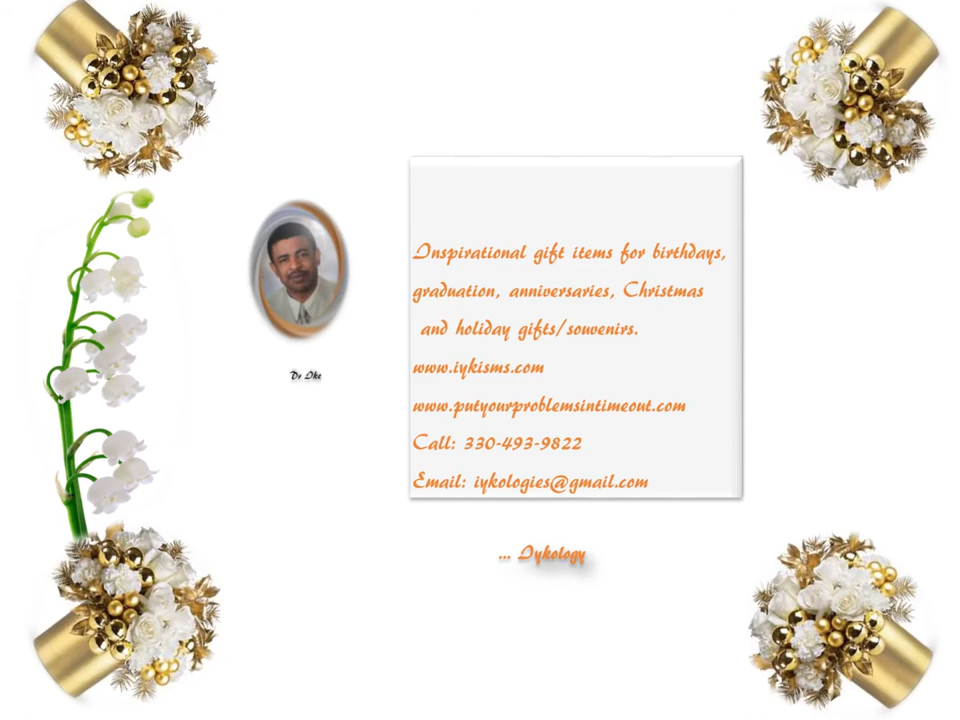 Inspirational gift items for birthdays,
graduation, anniversaries, Christmas
and holiday gifts/souvenirs.
www.iykisms.com
www.putyourproblemsintimeout.com
Call: 330-493-9822
Email: iykologies@gmail.com
Dr Ike
... Iykology